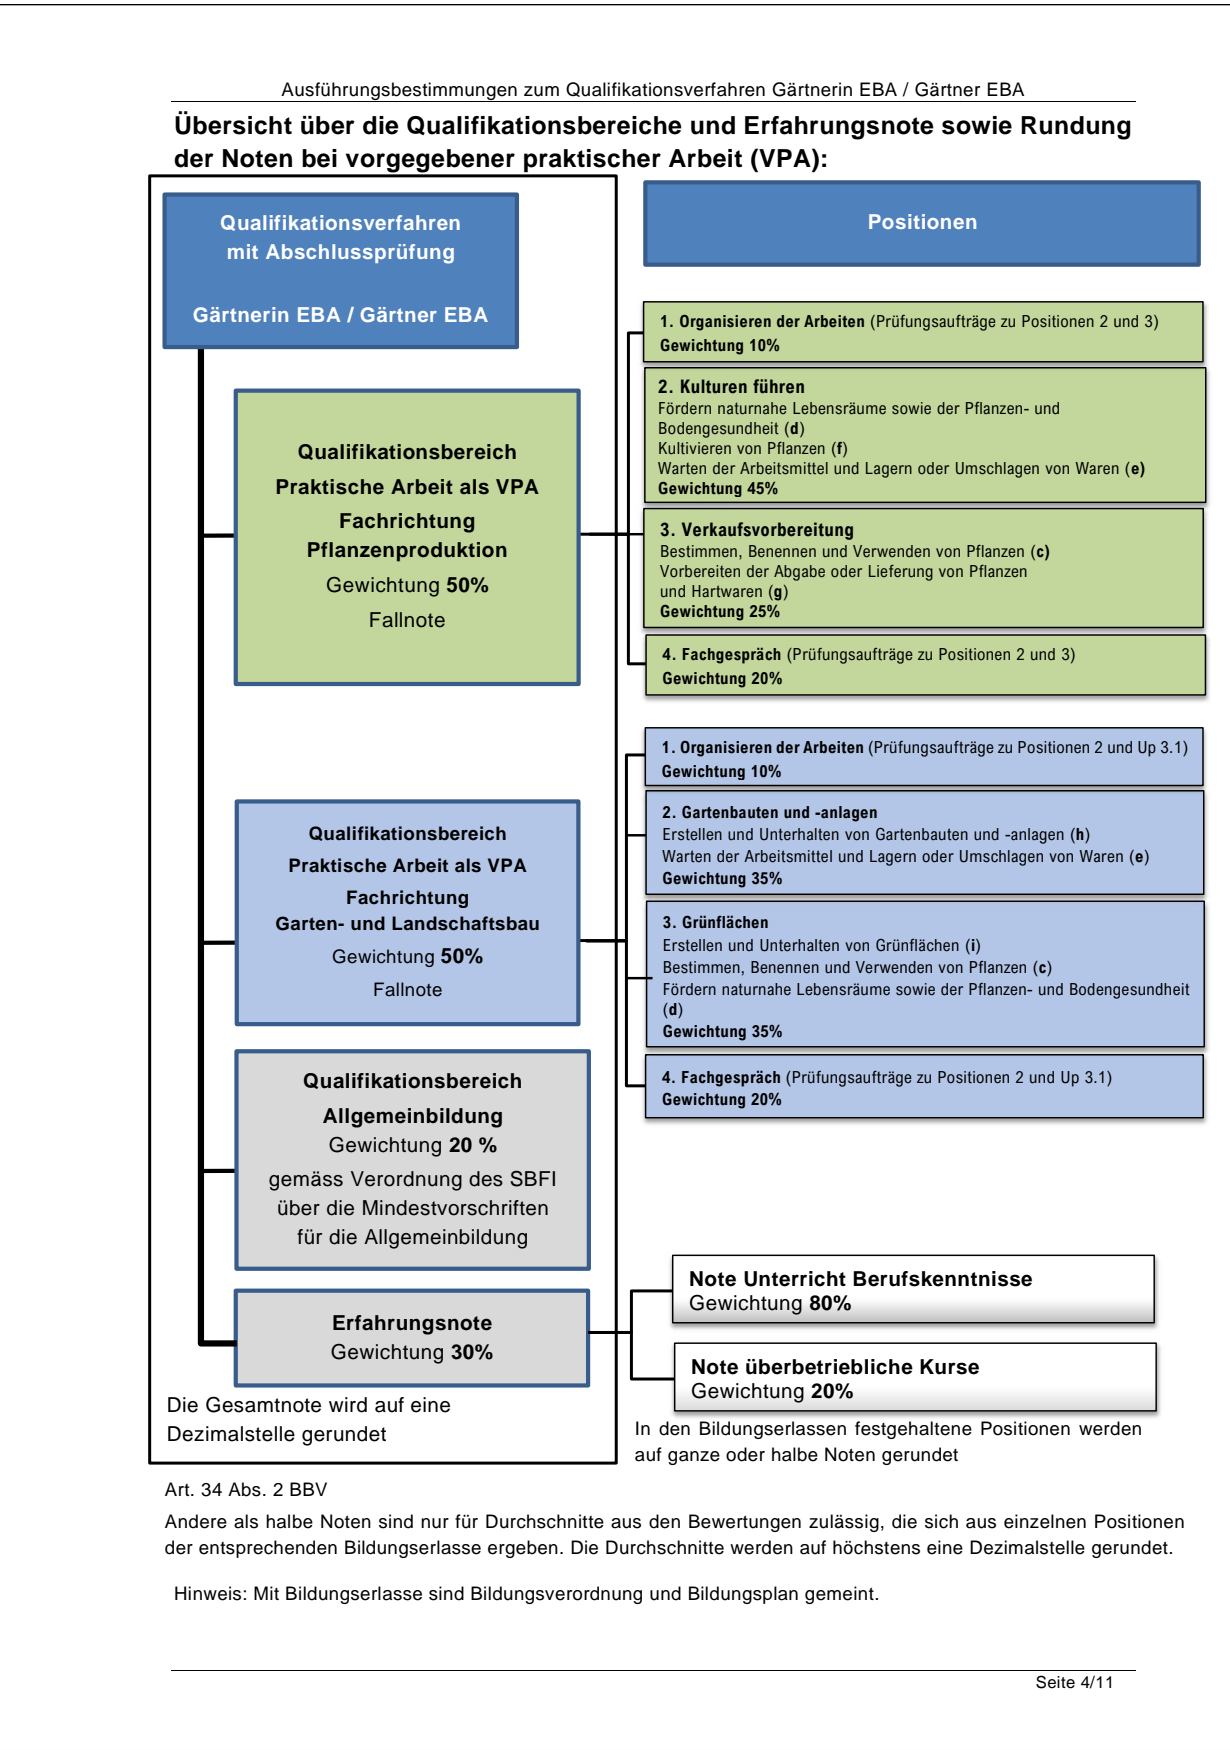 Ausführungsbestimmungen zum Qualifikationsverfahren Gärtnerin EBA / Gärtner EBA
Übersicht über die Qualifikationsbereiche und Erfahrungsnote sowie Rundung
der Noten bei vorgegebener praktischer Arbeit (VPA):
Qualifikationsverfahren
mit Abschlussprüfung
Gärtnerin EBA / Gärtner EBA
Positionen
Qualifikationsbereich
Praktische Arbeit als VPA
Fachrichtung
Pflanzenproduktion
Gewichtung 50%
Fallnote
1. Organisieren der Arbeiten (Prüfungsaufträge zu Positionen 2 und 3)
Gewichtung 10%
2. Kulturen führen
Fördern naturnahe Lebensräume sowie der Pflanzen- und
Bodengesundheit (d)
Kultivieren von Pflanzen (f)
Warten der Arbeitsmittel und Lagern oder Umschlagen von Waren (e)
Gewichtung 45%
3. Verkaufsvorbereitung
Bestimmen, Benennen und Verwenden von Pflanzen (c)
Vorbereiten der Abgabe oder Lieferung von Pflanzen
und Hartwaren (g)
Gewichtung 25%
4. Fachgespräch (Prüfungsaufträge zu Positionen 2 und 3)
Gewichtung 20%
Qualifikationsbereich
Praktische Arbeit als VPA
Fachrichtung
Garten- und Landschaftsbau
Gewichtung 50%
Fallnote
1. Organisieren der Arbeiten (Prüfungsaufträge zu Positionen 2 und Up 3.1)
Gewichtung 10%
2. Gartenbauten und -anlagen
Erstellen und Unterhalten von Gartenbauten und -anlagen (h)
Warten der Arbeitsmittel und Lagern oder Umschlagen von Waren (e)
Gewichtung 35%
3. Grünflächen
Erstellen und Unterhalten von Grünflächen (i)
Bestimmen, Benennen und Verwenden von Pflanzen (c)
Fördern naturnahe Lebensräume sowie der Pflanzen- und Bodengesundheit
(d)
Gewichtung 35%
4. Fachgespräch (Prüfungsaufträge zu Positionen 2 und Up 3.1)
Gewichtung 20%
Qualifikationsbereich
Allgemeinbildung
Gewichtung 20 %
gemäss Verordnung des SBFI
über die Mindestvorschriften
für die Allgemeinbildung
Erfahrungsnote
Gewichtung 30%
Note Unterricht Berufskenntnisse
Gewichtung 80%
Note überbetriebliche Kurse
Gewichtung 20%
Die Gesamtnote wird auf eine
Dezimalstelle gerundet
In den Bildungserlassen festgehaltene Positionen werden
auf ganze oder halbe Noten gerundet
Art. 34 Abs. 2 BBV
Andere als halbe Noten sind nur für Durchschnitte aus den Bewertungen zulässig, die sich aus einzelnen Positionen
der entsprechenden Bildungserlasse ergeben. Die Durchschnitte werden auf höchstens eine Dezimalstelle gerundet.
Hinweis: Mit Bildungserlasse sind Bildungsverordnung und Bildungsplan gemeint.
Seite 4/11